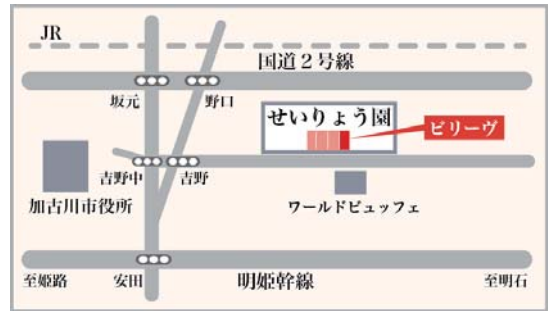 JR
国道2号線
坂元
野口
せいりょう園
ビリーヴ
吉野中
吉野
加古川市役所
ワールドビュッフェ
至姫路
安田
明姫幹線
至明石